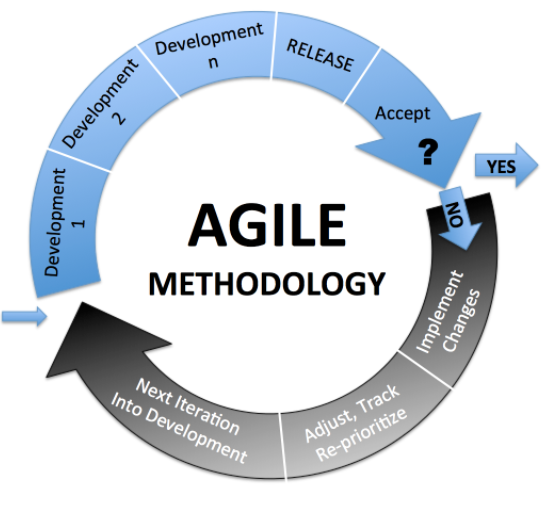 Development
1
Development
2
Development
n
RELEASE
Accept
?
YES
NO
Implement
Changes
Adjust, Track
Re-prioritize
Next Iteration
Into Development
AGILE
METHODOLOGY